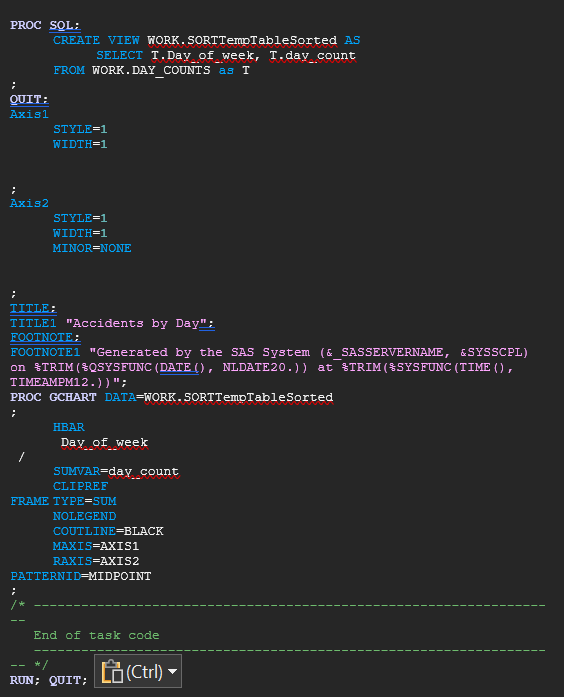 PROC SQL;
CREATE VIEW WORK.SORTTempTableSorted AS
SELECT T.Day_of_week, T.day_count
FROM WORK.DAY_COUNTS as T
;
QUIT;
Axis1
STYLE=1
WIDTH=1
;
Axis2
STYLE=1
WIDTH=1
MINOR=NONE
;
TITLE;
TITLE1 "Accidents by Day";
FOOTNOTE;
FOOTNOTE1 "Generated by the SAS System (&_SASSERVERNAME, &SYSSCPL)
on %TRIM(%QSYSFUNC(DATE(), NLDATE20.)) at %TRIM(%SYSFUNC(TIME(),
TIMEAMPM12.))";
PROC GCHART DATA=WORK.SORTTempTableSorted
;
HBAR
Day_of_week
/
SUMVAR=day_count
CLIPREF
FRAME TYPE=SUM
NOLEGEND
COUTLINE=BLACK
MAXIS=AXIS1
RAXIS=AXIS2
PATTERNID=MIDPOINT
;
/* -----------------------------------------------------------------
--
End of task code
-----------------------------------------------------------------
-- */
RUN; QUIT;
(Ctrl)